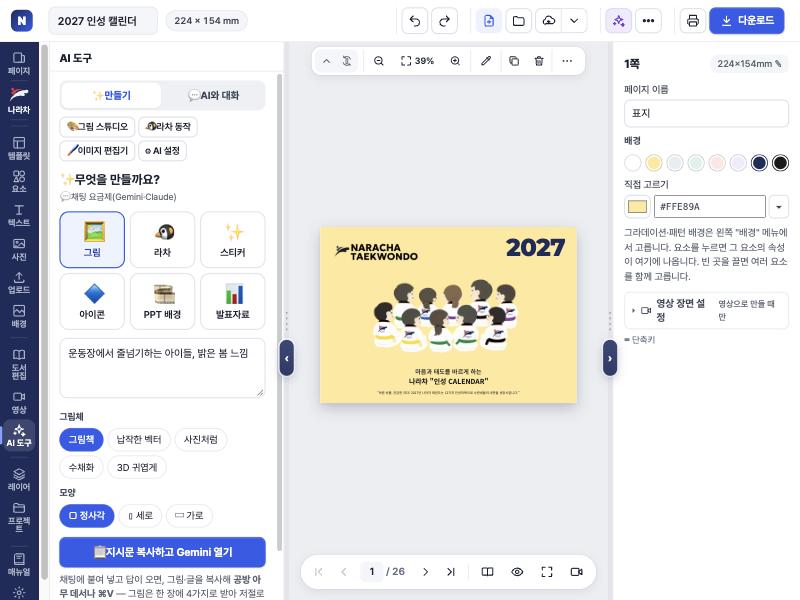 N
2027 인성 캘린더
224 × 154 mm
다운로드
페이지
나라차
템플릿
요소
텍스트
사진
업로드
배경
도서 편집
영상
AI 도구
레이어
프로젝트
매뉴얼
AI 도구
✨만들기
💬AI와 대화
🎨그림 스튜디오
🐧라차 동작
🖊️이미지 편집기
⚙ AI 설정
✨무엇을 만들까요?
💬채팅 요금제(Gemini·Claude)
그림
라차
스티커
아이콘
PPT 배경
발표자료
운동장에서 줄넘기하는 아이들, 밝은 봄 느낌
그림체
그림책
납작한 벡터
사진처럼
수채화
3D 귀엽게
모양
정사각
세로
가로
📋지시문 복사하고 Gemini 열기
채팅에 붙여 넣고 답이 오면, 그림·글을 복사해 공방 아
무 데서나 ⌘V — 그림은 한 장에 4가지로 받아 저절로
39%
NARACHA
TAEKWONDO
2027
마음과 태도를 바르게 하는
나라차 "인성 CALENDAR"
1 / 26
1쪽
224×154mm ✎
페이지 이름
표지
배경
직접 고르기
#FFE89A
그라데이션·패턴 배경은 왼쪽 "배경" 메뉴에
서 고릅니다. 요소를 누르면 그 요소의 속성
이 여기에 나옵니다. 빈 곳을 끌면 여러 요소
를 함께 고릅니다.
영상 장면 설정
영상으로 만들 때만
단축키